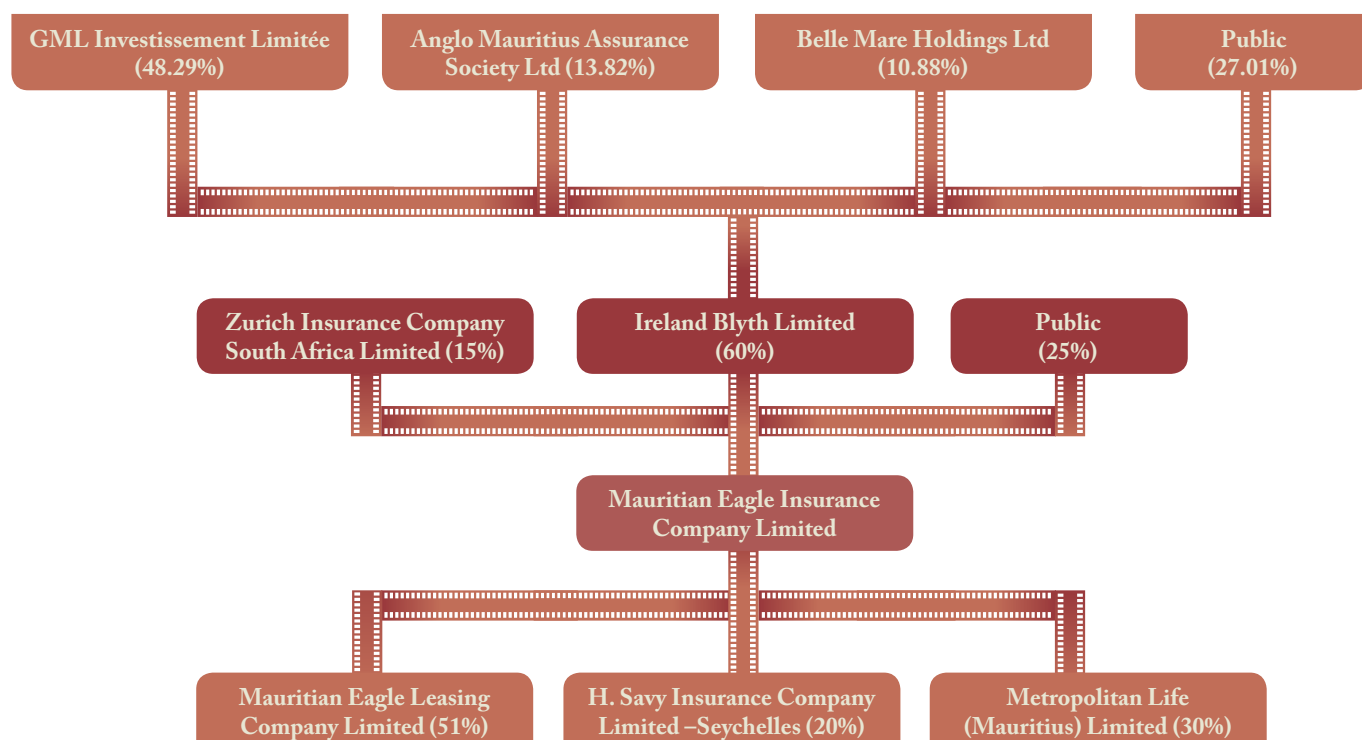 GML Investissement Limitée
(48.29%)
Anglo Mauritius Assurance
Society Ltd (13.82%)
Belle Mare Holdings Ltd
(10.88%)
Public
(27.01%)
Zurich Insurance Company
South Africa Limited (15%)
Ireland Blyth Limited
(60%)
Public
(25%)
Mauritian Eagle Insurance
Company Limited
Mauritian Eagle Leasing
Company Limited (51%)
H. Savy Insurance Company
Limited –Seychelles (20%)
Metropolitan Life
(Mauritius) Limited (30%)